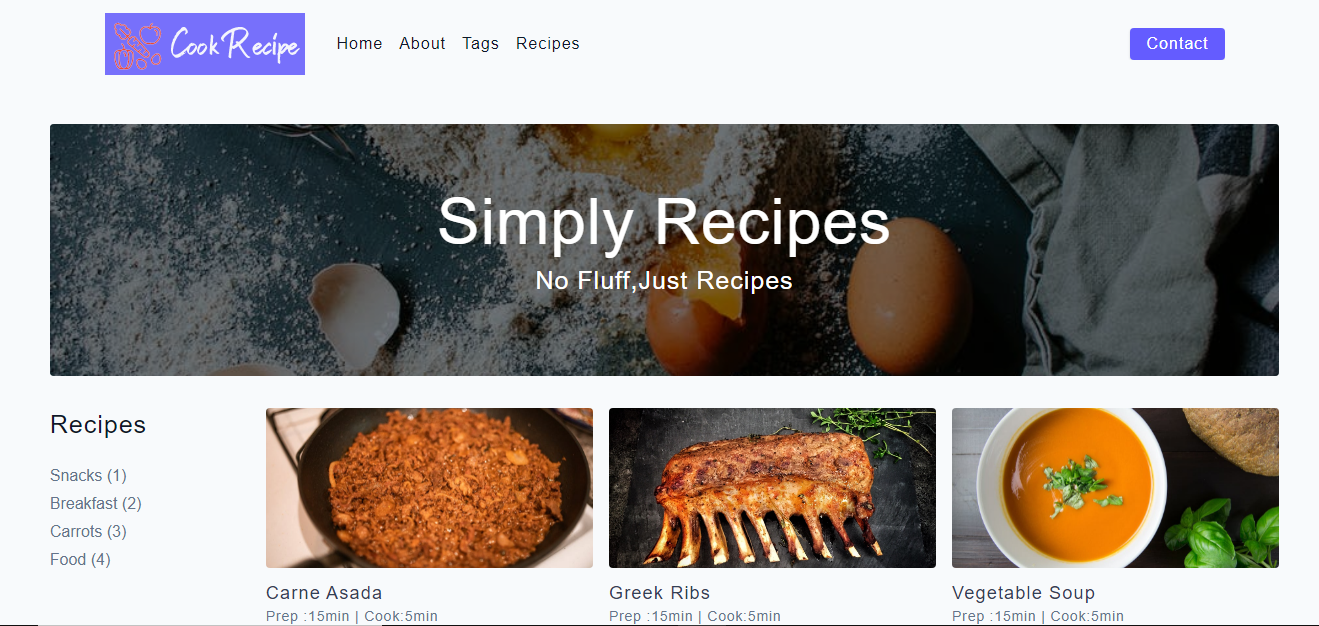 CookRecipe
Home About Tags Recipes
Contact
Simply Recipes
No Fluff,Just Recipes
Recipes
Snacks (1)
Breakfast (2)
Carrots (3)
Food (4)
Carne Asada
Prep :15min | Cook:5min
Greek Ribs
Prep :15min | Cook:5min
Vegetable Soup
Prep :15min | Cook:5min